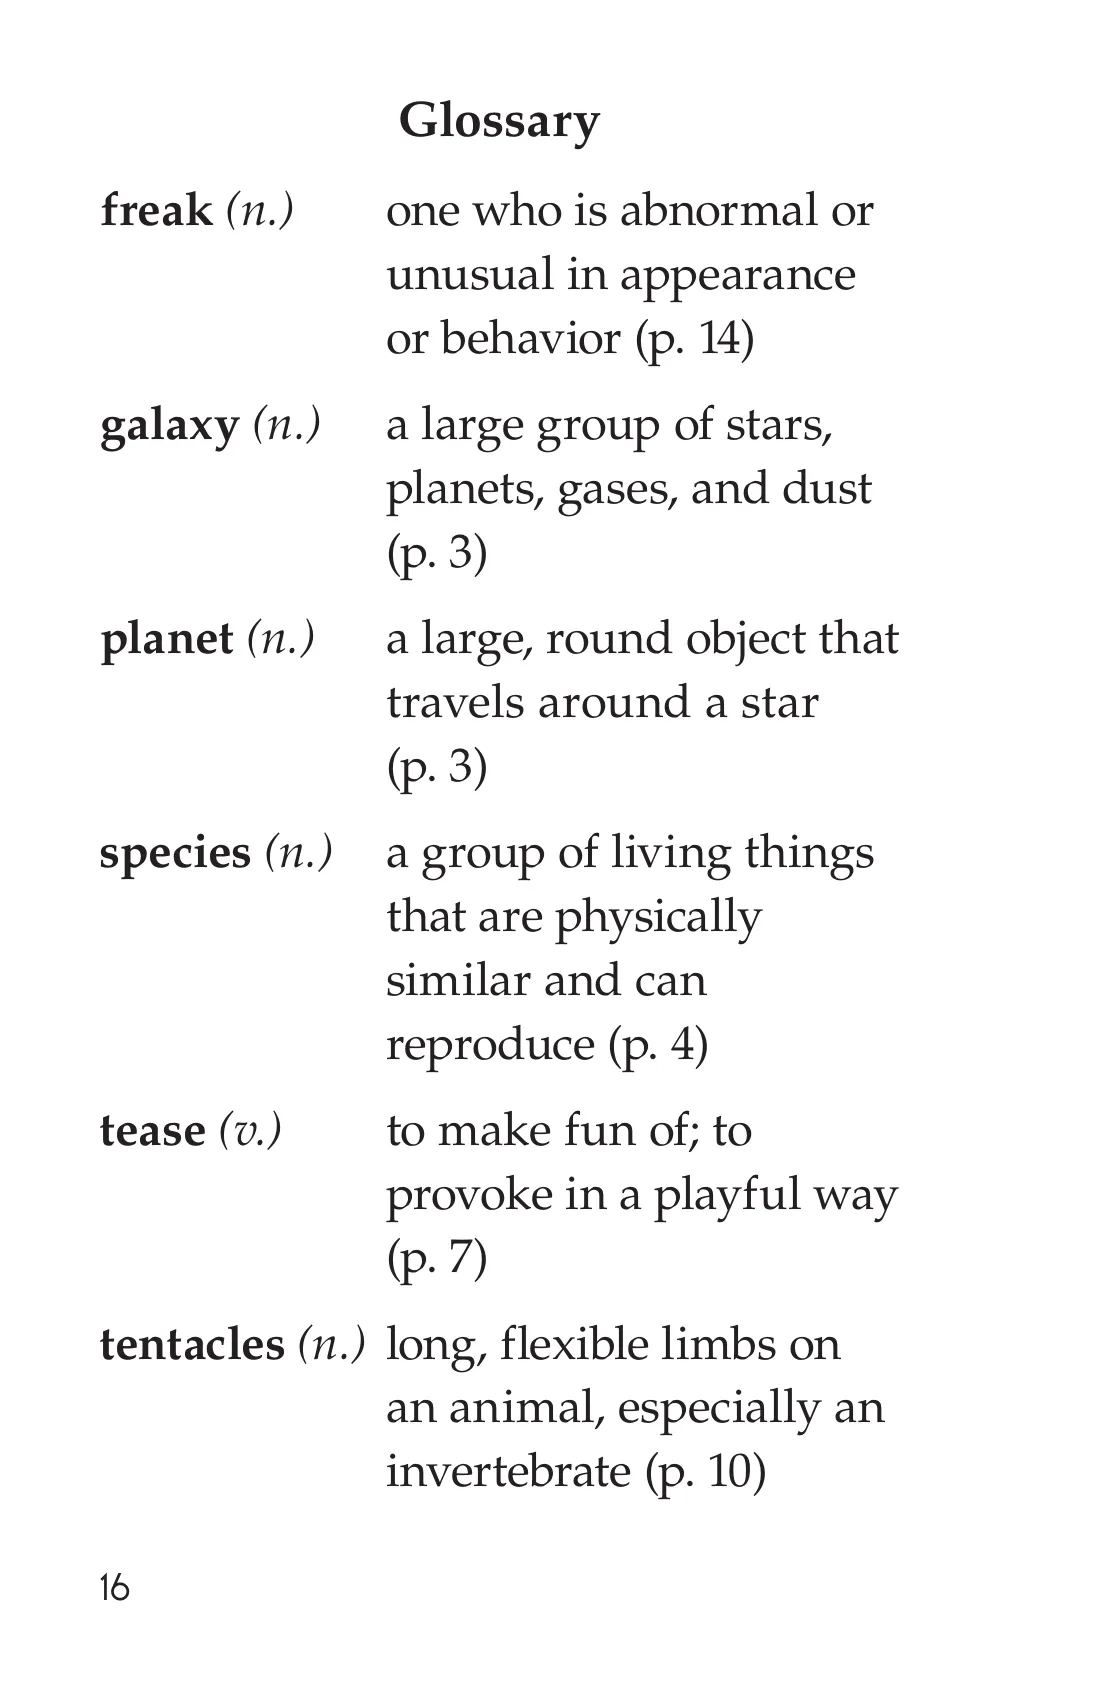 Glossary
freak (n.) one who is abnormal or
unusual in appearance
or behavior (p. 14)
galaxy (n.) a large group of stars,
planets, gases, and dust
(p. 3)
planet (n.) a large, round object that
travels around a star
(p. 3)
species (n.) a group of living things
that are physically
similar and can
reproduce (p. 4)
tease (v.) to make fun of; to
provoke in a playful way
(p. 7)
tentacles (n.) long, flexible limbs on
an animal, especially an
invertebrate (p. 10)
16